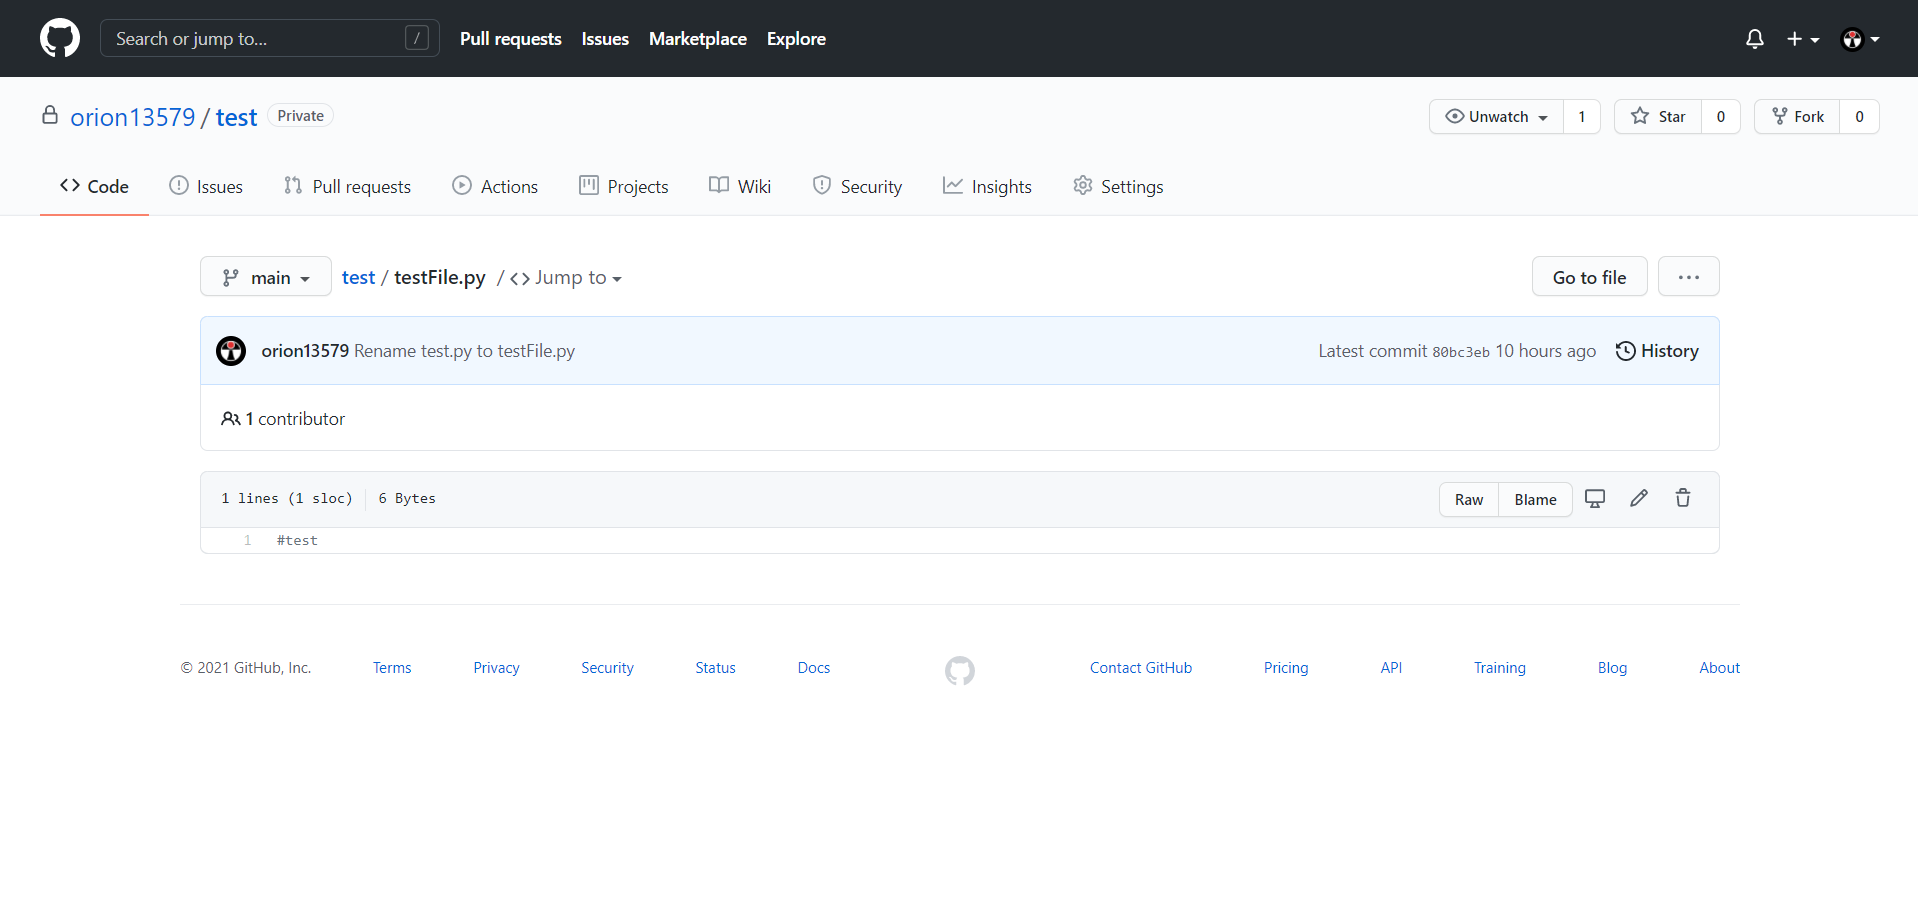 Search or jump to... /
Pull requests Issues Marketplace Explore
orion13579 / test Private
Unwatch 1 Star 0 Fork 0
Code Issues Pull requests Actions Projects Wiki Security Insights Settings
main test / testFile.py / <> Jump to Go to file ...
orion13579 Rename test.py to testFile.py Latest commit 80bc3eb 10 hours ago History
1 contributor
1 lines (1 sloc) 6 Bytes Raw Blame
1 #test
© 2021 GitHub, Inc. Terms Privacy Security Status Docs Contact GitHub Pricing API Training Blog About